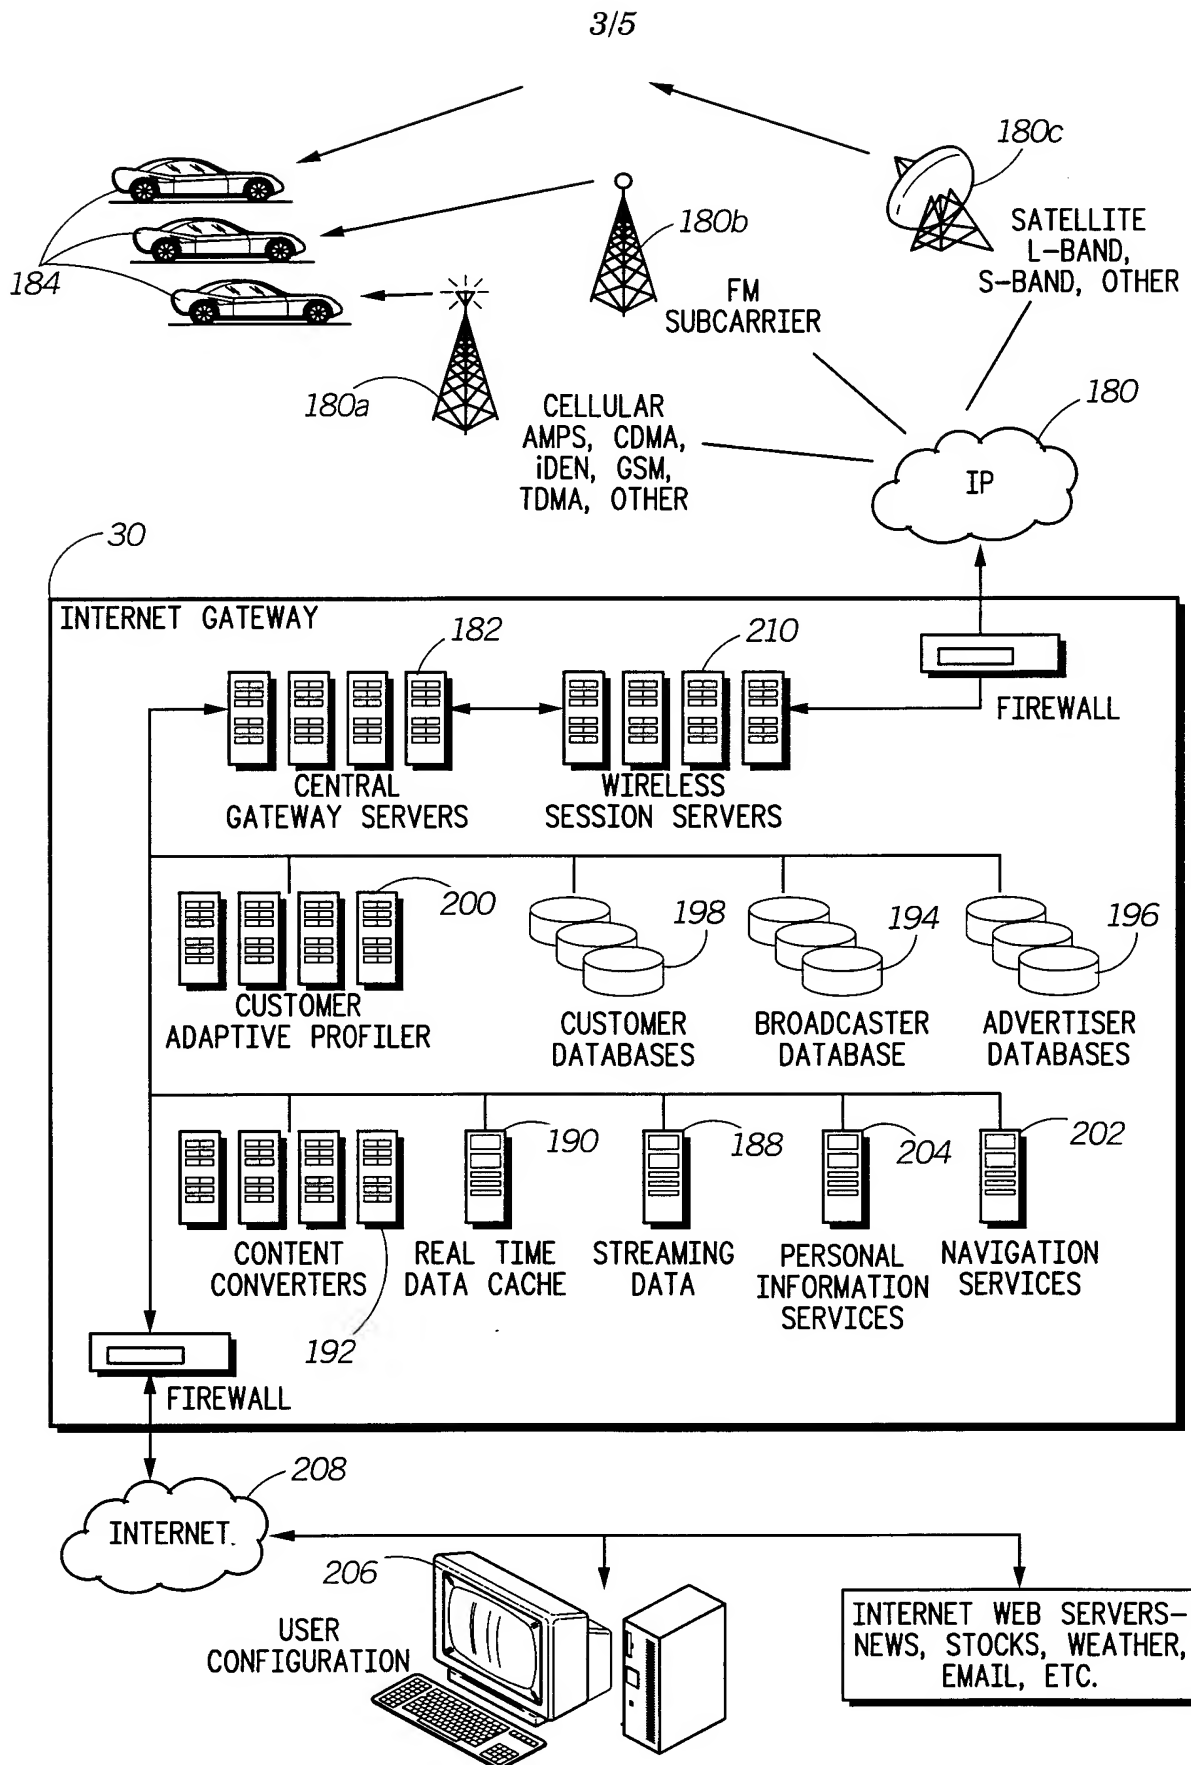 3/5
180c
SATELLITE
L-BAND,
S-BAND, OTHER
180b
FM
SUBCARRIER
184
180a
CELLULAR
AMPS, CDMA,
iDEN, GSM,
TDMA, OTHER
180
IP
30
INTERNET GATEWAY
182
210
FIREWALL
CENTRAL
GATEWAY SERVERS
WIRELESS
SESSION SERVERS
200
198
194
196
CUSTOMER
ADAPTIVE PROFILER
CUSTOMER
DATABASES
BROADCASTER
DATABASE
ADVERTISER
DATABASES
190
188
204
202
CONTENT
CONVERTERS
REAL TIME
DATA CACHE
STREAMING
DATA
PERSONAL
INFORMATION
SERVICES
NAVIGATION
SERVICES
192
FIREWALL
208
INTERNET
206
USER
CONFIGURATION
INTERNET WEB SERVERS-
NEWS, STOCKS, WEATHER,
EMAIL, ETC.